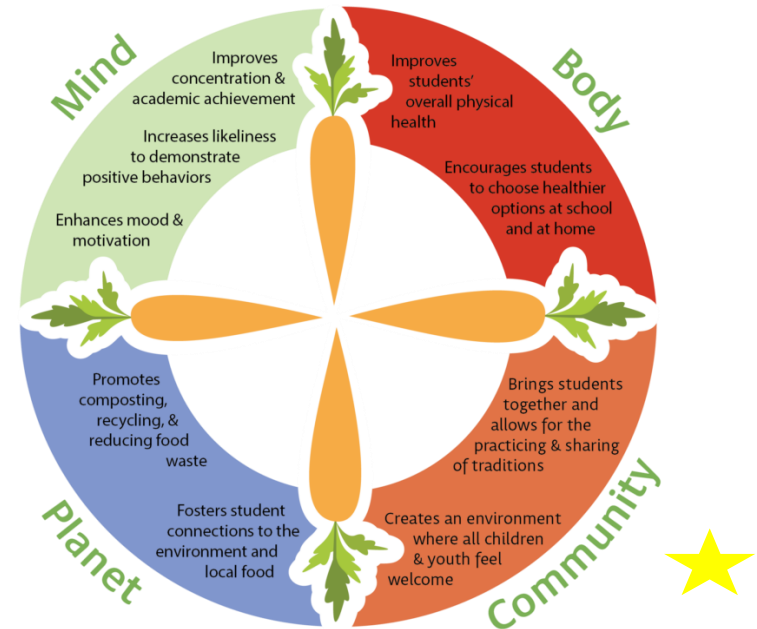 Mind
Improves
concentration &
academic achievement
Increases likeliness
to demonstrate
positive behaviors
Enhances mood &
motivation
Body
Improves
students'
overall physical
health
Encourages students
to choose healthier
options at school
and at home
Planet
Promotes
composting,
recycling, &
reducing food
waste
Fosters student
connections to the
environment and
local food
Community
Brings students
together and
allows for the
practicing & sharing
of traditions
Creates an environment
where all children
& youth feel
welcome